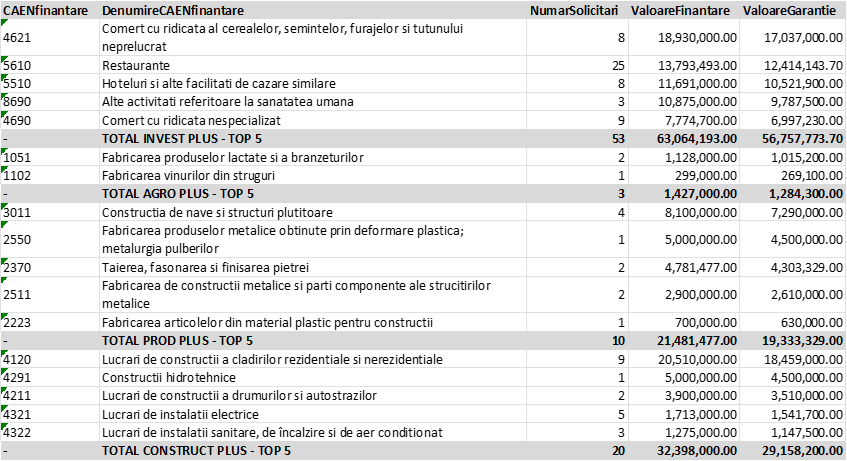 CAENfinantare DenumireCAENfinantare NumarSolicitari ValoareFinantare ValoareGarantie
4621 Comert cu ridicata al cerealelor, semintelor, furajelor si tutunului
neprelucrat 8 18,930,000.00 17,037,000.00
5610 Restaurante 25 13,793,493.00 12,414,143.70
5510 Hoteluri si alte facilitati de cazare similare 8 11,691,000.00 10,521,900.00
8690 Alte activitati referitoare la sanatatea umana 3 10,875,000.00 9,787,500.00
4690 Comert cu ridicata nespecializat 9 7,774,700.00 6,997,230.00
- TOTAL INVEST PLUS - TOP 5 53 63,064,193.00 56,757,773.70
1051 Fabricarea produselor lactate si a branzeturilor 2 1,128,000.00 1,015,200.00
1102 Fabricarea vinurilor din struguri 1 299,000.00 269,100.00
- TOTAL AGRO PLUS - TOP 5 3 1,427,000.00 1,284,300.00
3011 Constructia de nave si structuri plutitoare 4 8,100,000.00 7,290,000.00
2550 Fabricarea produselor metalice obtinute prin deformare plastica;
metalurgia pulberilor 1 5,000,000.00 4,500,000.00
2370 Taierea, fasonarea si finisarea pietrei 2 4,781,477.00 4,303,329.00
2511 Fabricarea de constructii metalice si parti componente ale strucitirilor
metalice 2 2,900,000.00 2,610,000.00
2223 Fabricarea articolelor din material plastic pentru constructii 1 700,000.00 630,000.00
- TOTAL PROD PLUS - TOP 5 10 21,481,477.00 19,333,329.00
4120 Lucrari de constructii a cladirilor rezidentiale si nerezidentiale 9 20,510,000.00 18,459,000.00
4291 Constructii hidrotehnice 1 5,000,000.00 4,500,000.00
4211 Lucrari de constructii a drumurilor si autostrazilor 2 3,900,000.00 3,510,000.00
4321 Lucrari de instalatii electrice 5 1,713,000.00 1,541,700.00
4322 Lucrari de instalatii sanitare, de încalzire si de aer conditionat 3 1,275,000.00 1,147,500.00
- TOTAL CONSTRUCT PLUS - TOP 5 20 32,398,000.00 29,158,200.00